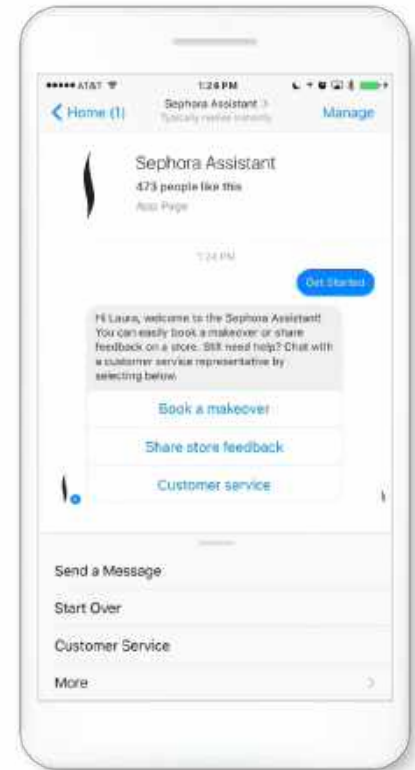 AT&T 1:24 PM
Home (1) Sephora Assistant Manage
Typically replies instantly
Sephora Assistant
473 people like this
App Page
1:24 PM
Get Started
Hi Laura, welcome to the Sephora Assistant!
You can easily book a makeover or share
feedback on a store. Still need help? Chat with
a customer service representative by
selecting below.
Book a makeover
Share store feedback
Customer service
Send a Message
Start Over
Customer Service
More